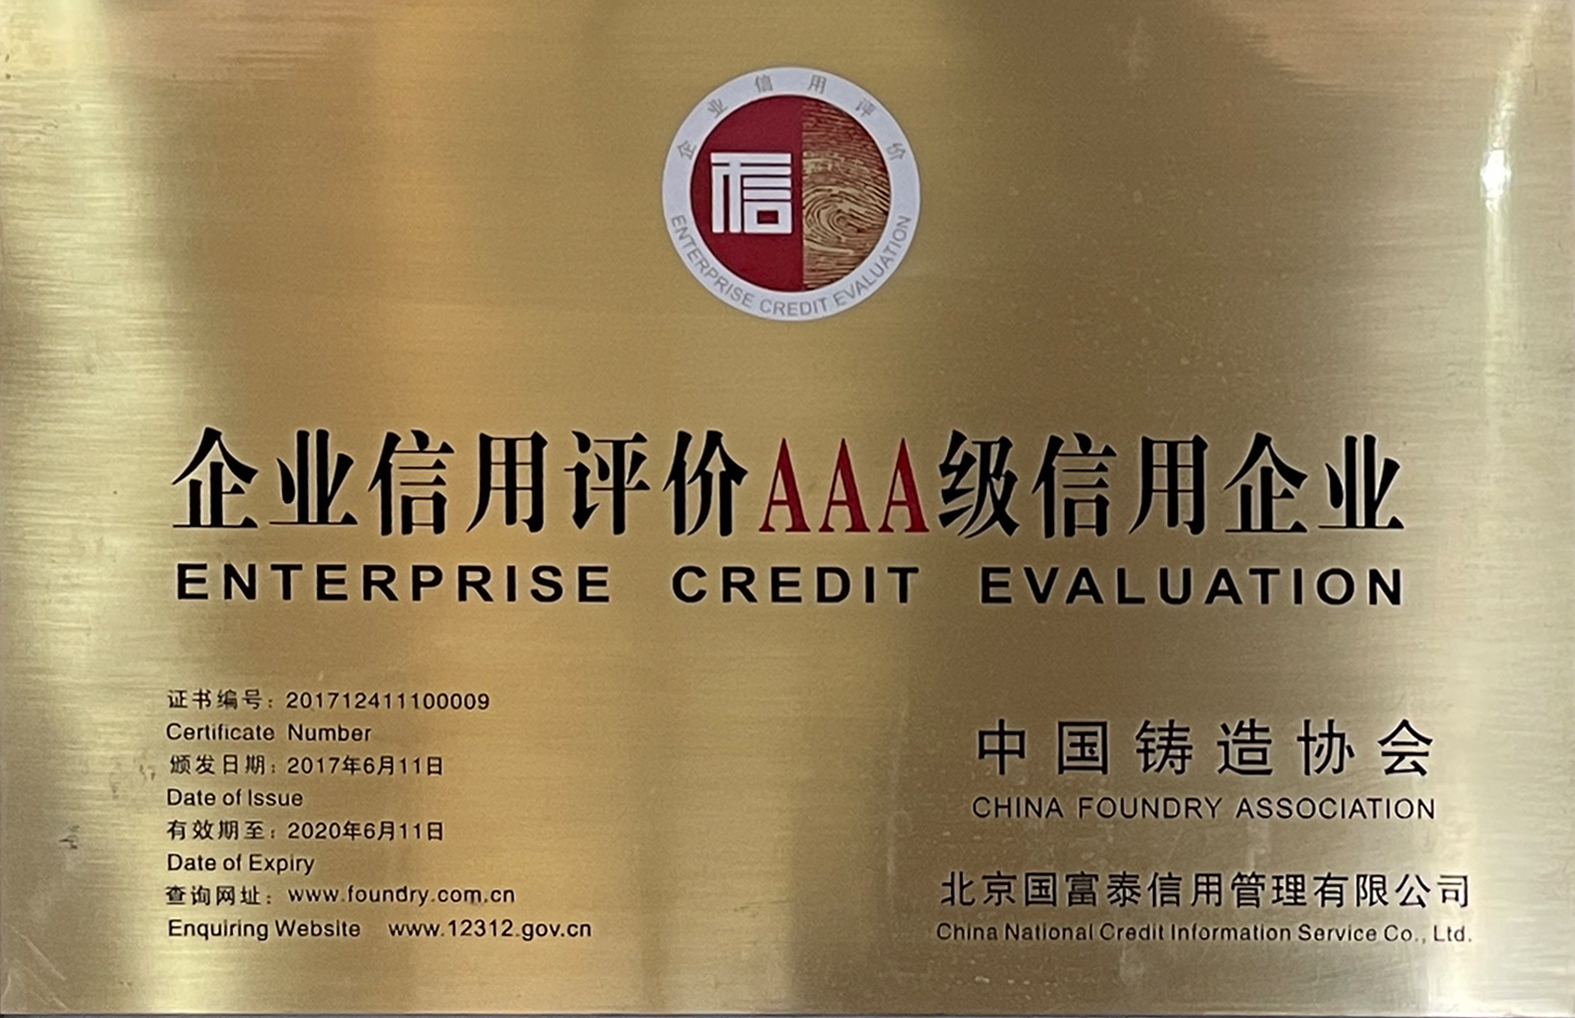 企业信用评价
信
ENTERPRISE CREDIT EVALUATION
企业信用评价AAA级信用企业
ENTERPRISE CREDIT EVALUATION
证书编号：201712411100009
Certificate Number
颁发日期：2017年6月11日
Date of Issue
有效期至：2020年6月11日
Date of Expiry
查询网址：www.foundry.com.cn
Enquiring Website www.12312.gov.cn
中国铸造协会
CHINA FOUNDRY ASSOCIATION
北京国富泰信用管理有限公司
China National Credit Information Service Co., Ltd.